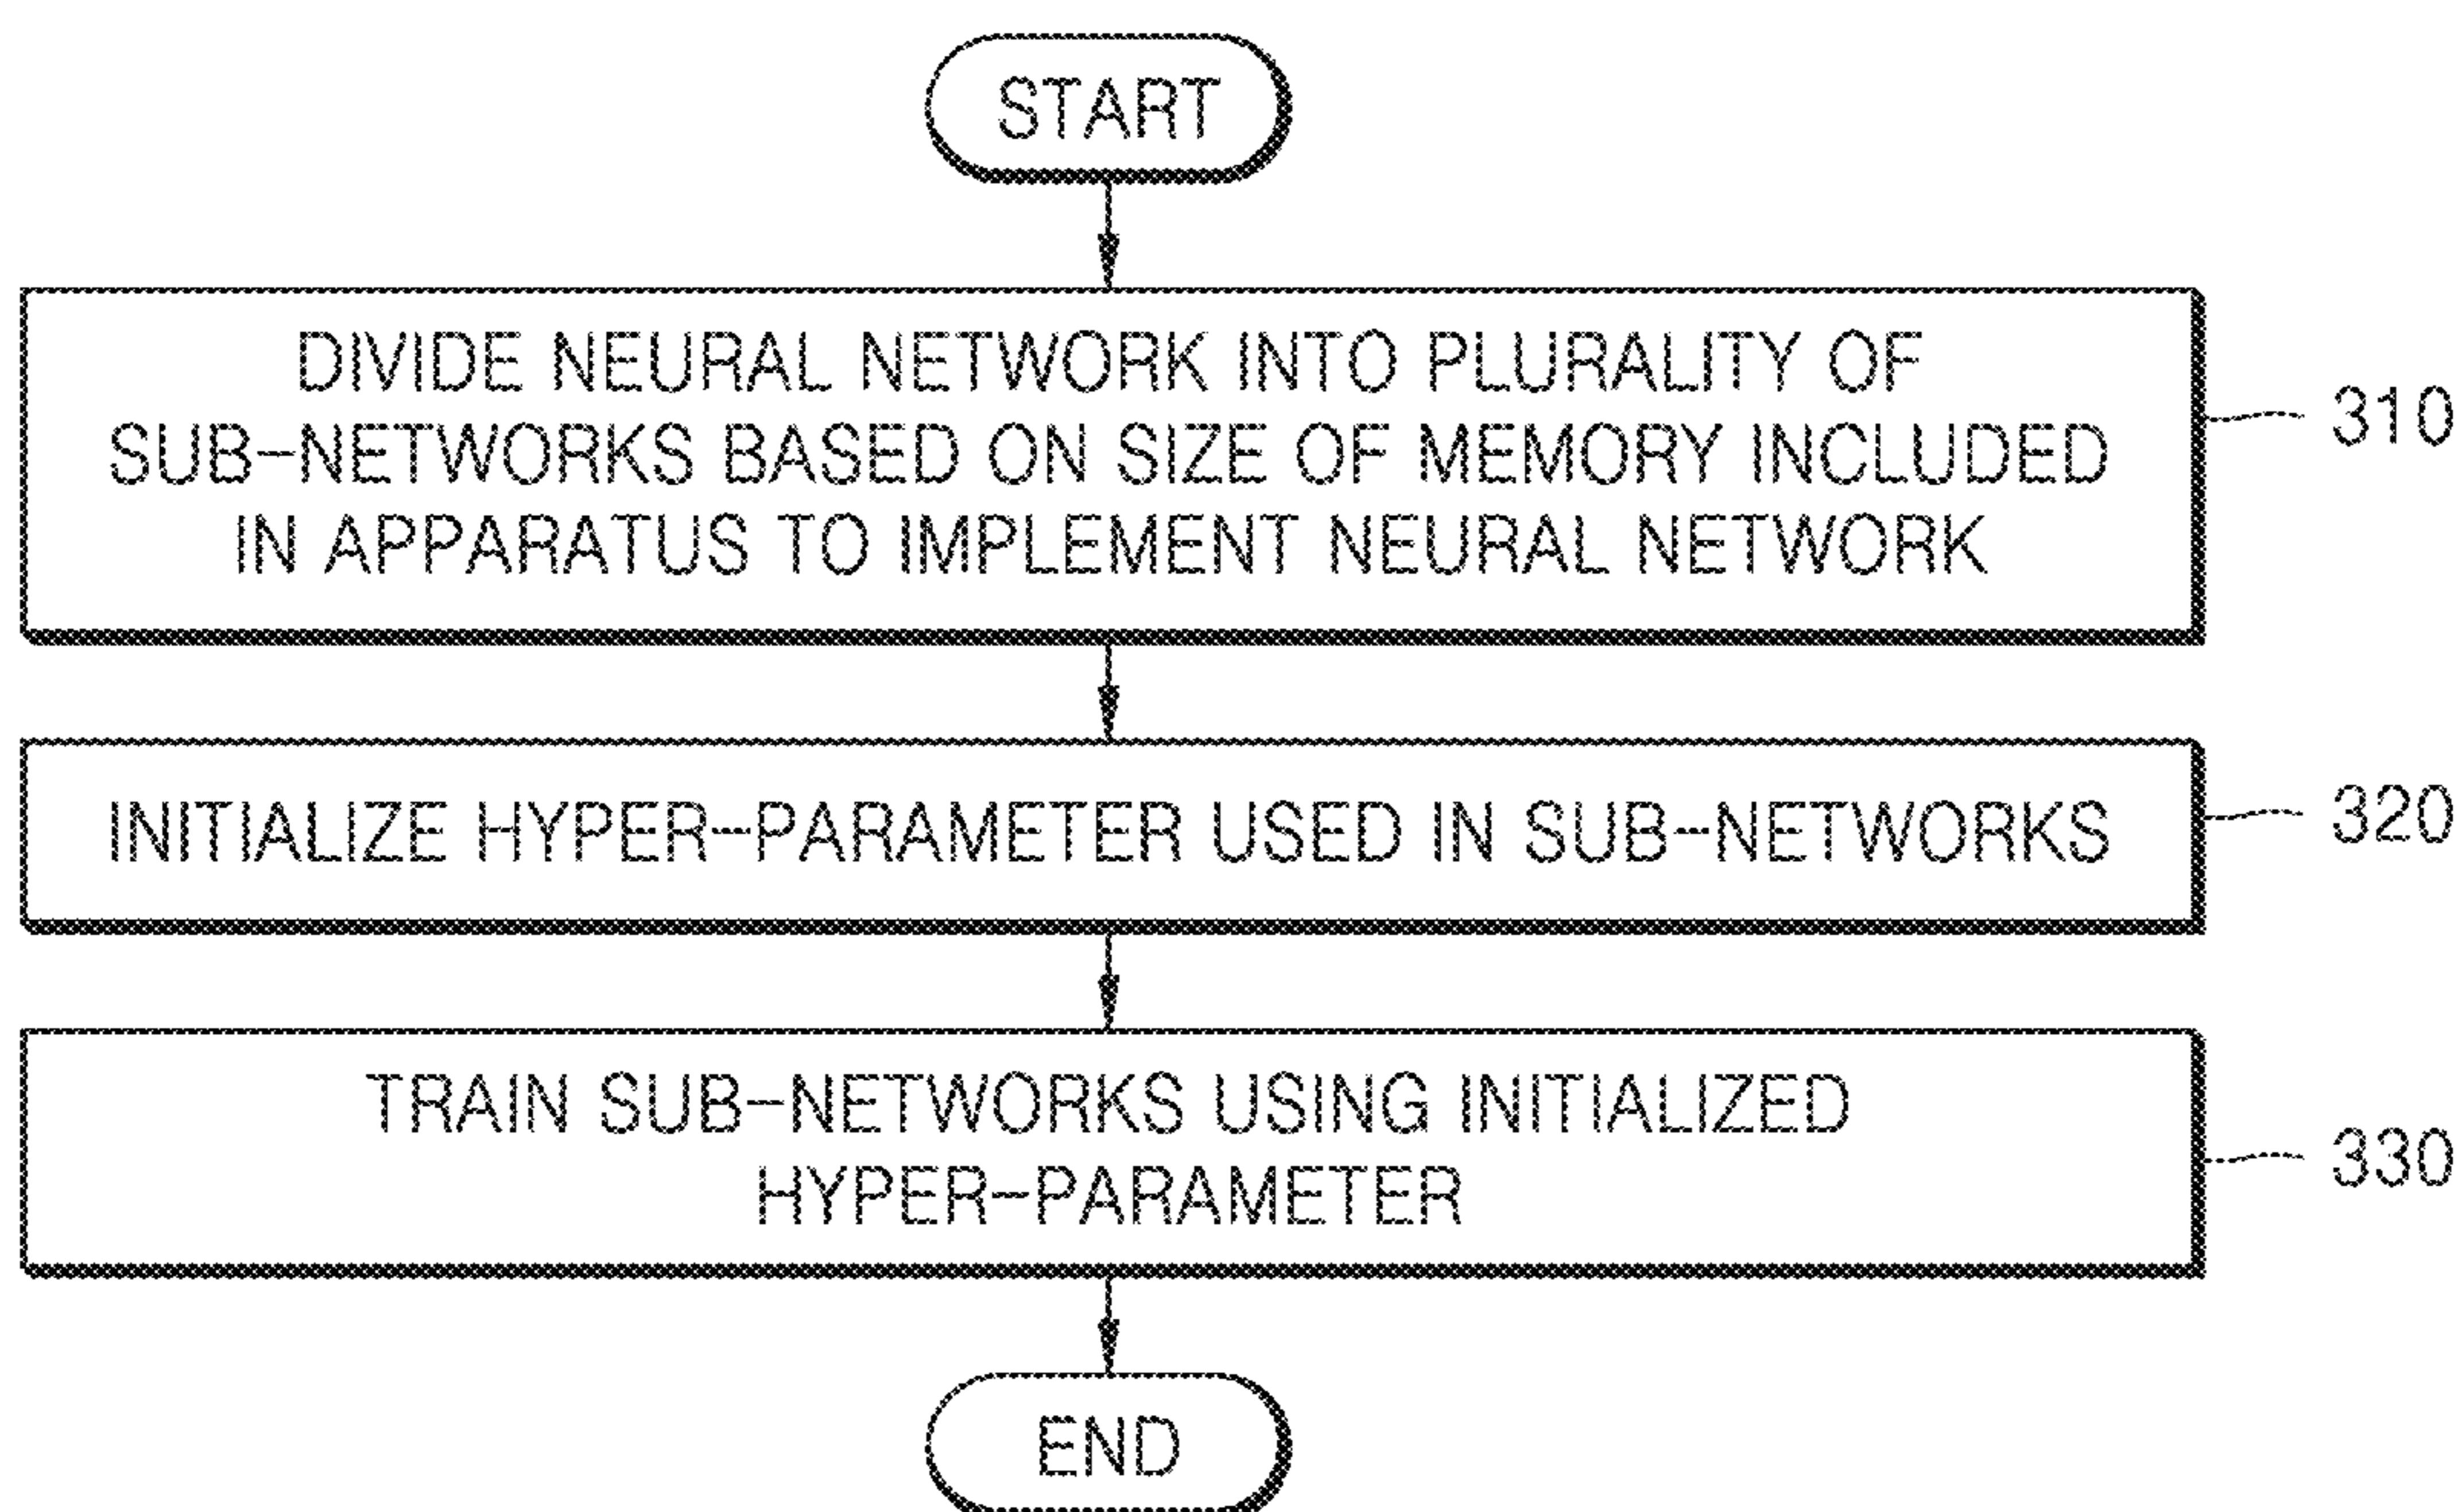 START
DIVIDE NEURAL NETWORK INTO PLURALITY OF
SUB-NETWORKS BASED ON SIZE OF MEMORY INCLUDED
IN APPARATUS TO IMPLEMENT NEURAL NETWORK
310
INITIALIZE HYPER-PARAMETER USED IN SUB-NETWORKS
320
TRAIN SUB-NETWORKS USING INITIALIZED
HYPER-PARAMETER
330
END